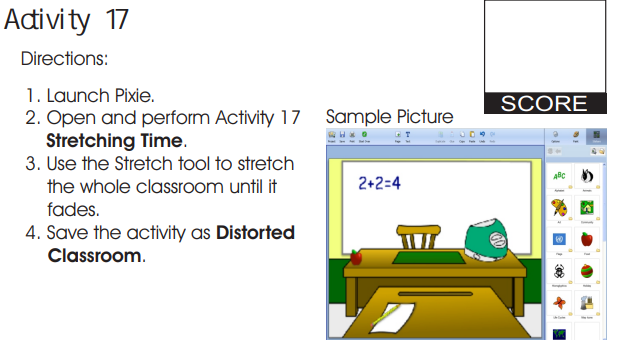 Activity 17
Directions:
1. Launch Pixie.
2. Open and perform Activity 17
Stretching Time.
3. Use the Stretch tool to stretch
the whole classroom until it
fades.
4. Save the activity as Distorted
Classroom.
SCORE
Sample Picture
2+2=4
ABC